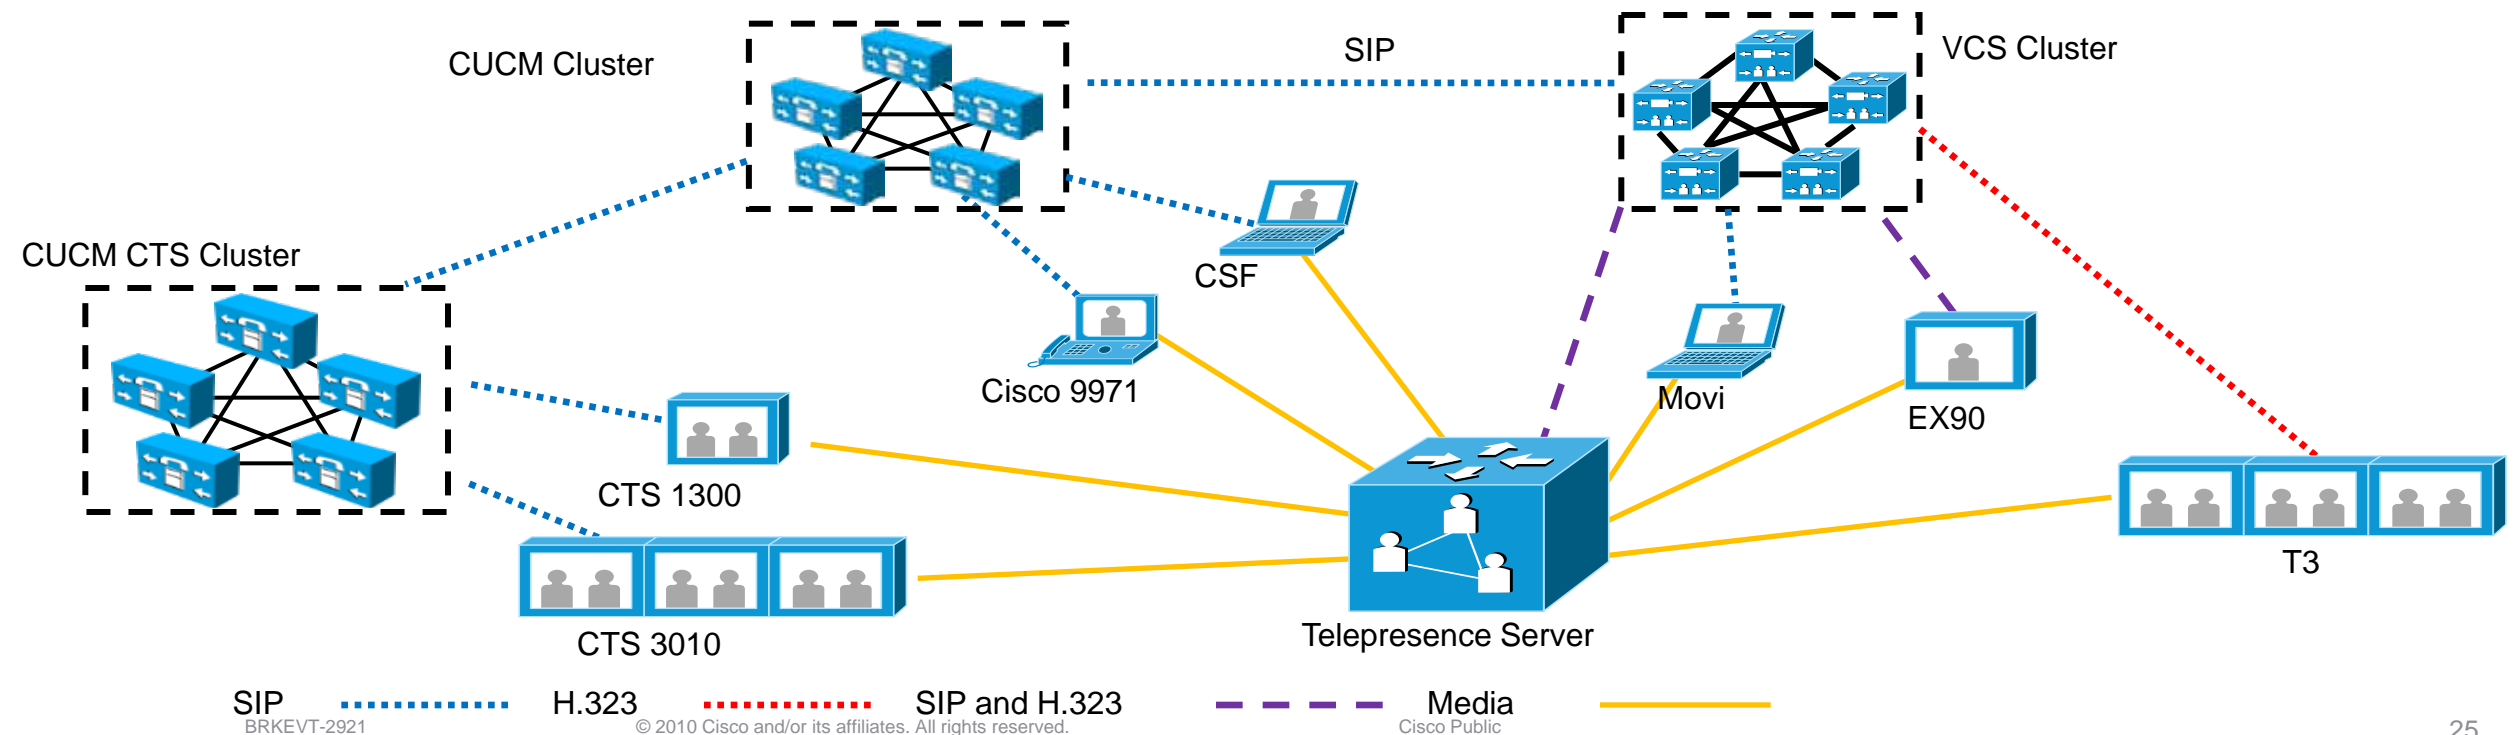 CUCM Cluster
SIP
VCS Cluster
CUCM CTS Cluster
CSF
Cisco 9971
Movi
EX90
CTS 1300
T3
CTS 3010
Telepresence Server
SIP H.323 SIP and H.323 Media
BRKEVT-2921 © 2010 Cisco and/or its affiliates. All rights reserved. Cisco Public 25